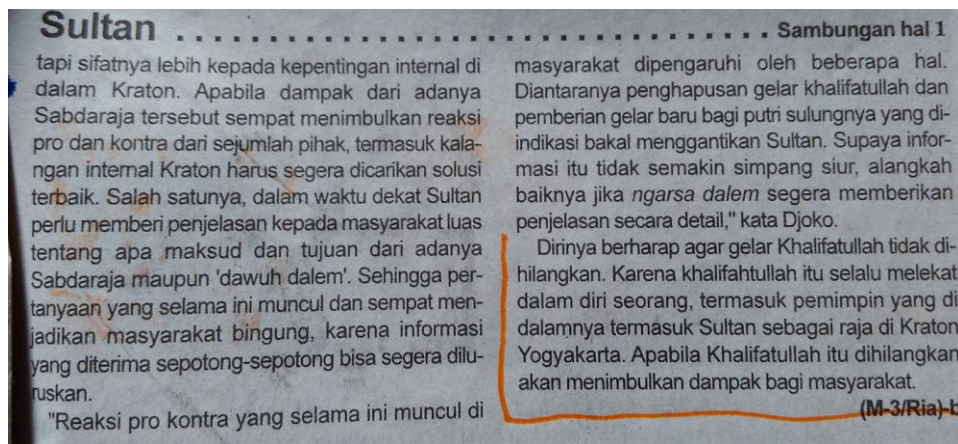 Sultan ................................. Sambungan hal 1
tapi sifatnya lebih kepada kepentingan internal di
dalam Kraton. Apabila dampak dari adanya
Sabdaraja tersebut sempat menimbulkan reaksi
pro dan kontra dari sejumlah pihak, termasuk kala-
ngan internal Kraton harus segera dicarikan solusi
terbaik. Salah satunya, dalam waktu dekat Sultan
perlu memberi penjelasan kepada masyarakat luas
tentang apa maksud dan tujuan dari adanya
Sabdaraja maupun 'dawuh dalem'. Sehingga per-
tanyaan yang selama ini muncul dan sempat men-
jadikan masyarakat bingung, karena informasi
yang diterima sepotong-sepotong bisa segera dilu-
ruskan.
"Reaksi pro kontra yang selama ini muncul di
masyarakat dipengaruhi oleh beberapa hal.
Diantaranya penghapusan gelar khalifatullah dan
pemberian gelar baru bagi putri sulungnya yang di-
indikasi bakal menggantikan Sultan. Supaya infor-
masi itu tidak semakin simpang siur, alangkah
baiknya jika ngarsa dalem segera memberikan
penjelasan secara detail," kata Djoko.
Dirinya berharap agar gelar Khalifatullah tidak di-
hilangkan. Karena khalifahtullah itu selalu melekat
dalam diri seorang, termasuk pemimpin yang di
dalamnya termasuk Sultan sebagai raja di Kraton
Yogyakarta. Apabila Khalifatullah itu dihilangkan
akan menimbulkan dampak bagi masyarakat.
(M-3/Ria)-b